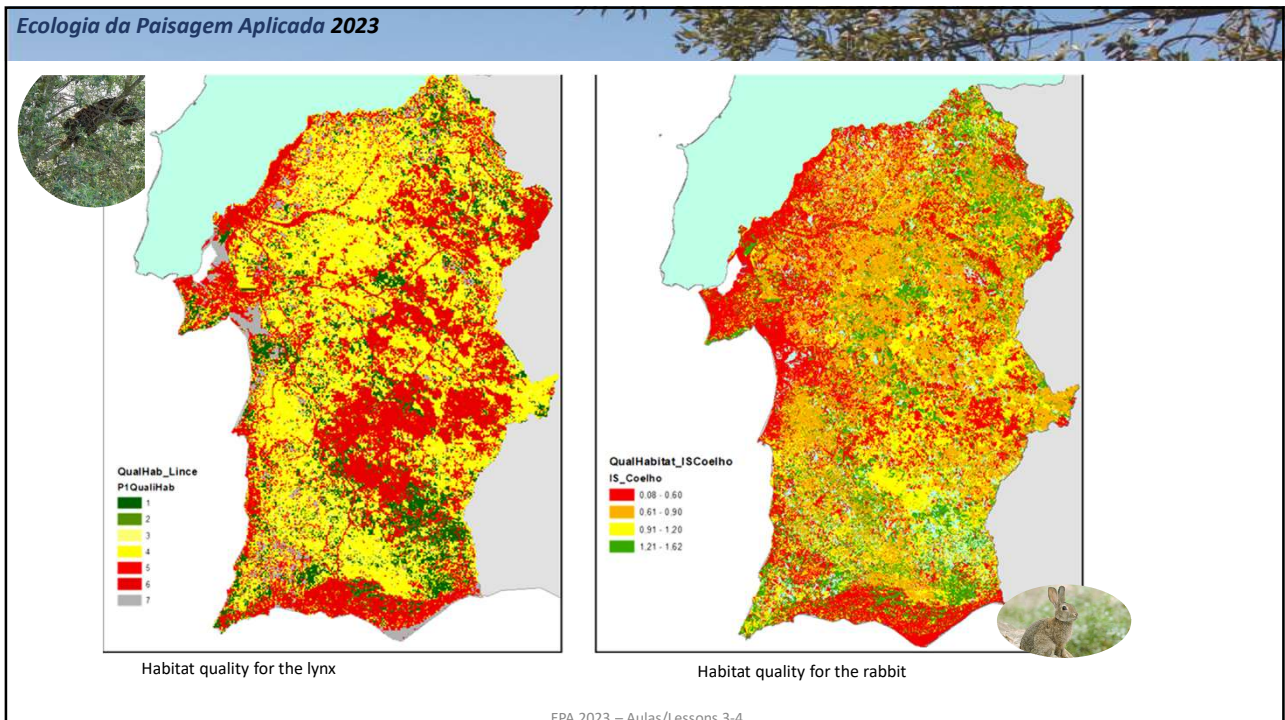 Ecologia da Paisagem Aplicada 2023
QualHab_Lince
P1QualiHab
1
2
3
4
5
6
7
Habitat quality for the lynx
QualHabitat_ISCoelho
IS_Coelho
0,08 - 0,60
0,61 - 0,90
0,91 - 1,20
1,21 - 1,62
Habitat quality for the rabbit
EPA 2023 – Aulas/Lessons 3-4